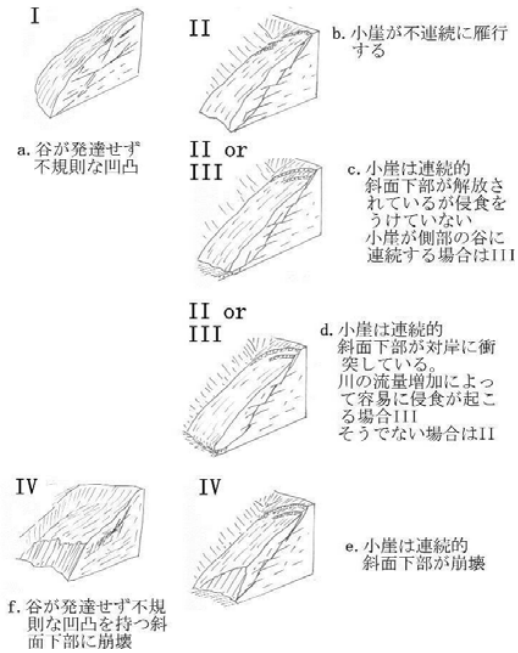 I
II
b. 小崖が不連続に雁行
する
a. 谷が発達せず
不規則な凹凸
II or
III
c. 小崖は連続的
斜面下部が解放さ
れているが侵食を
うけていない
小崖が側部の谷に
連続する場合はIII
II or
III
d. 小崖は連続的
斜面下部が対岸に衝
突している。
川の流量増加によっ
て容易に侵食が起こ
る場合III
そうでない場合はII
IV
IV
e. 小崖は連続的
斜面下部が崩壊
f. 谷が発達せず不規
則な凹凸を持つ斜
面下部に崩壊